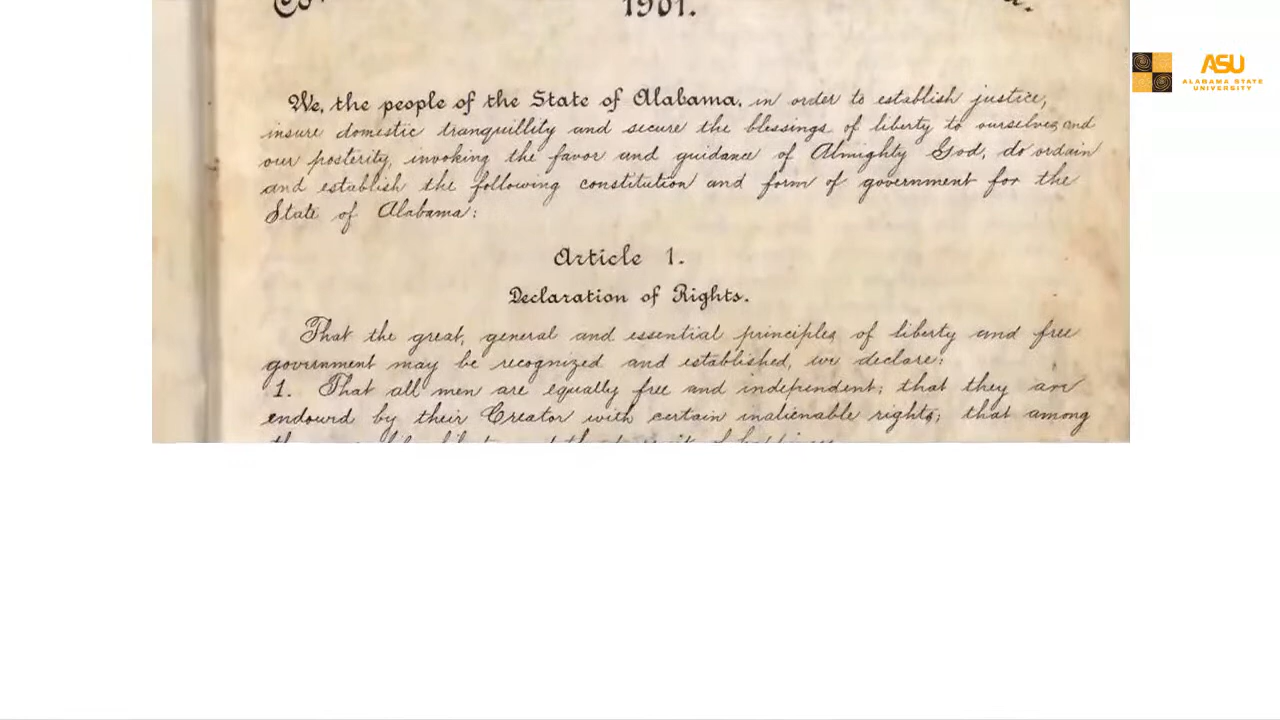 1901.
We, the people of the State of Alabama, in order to establish justice,
insure domestic tranquillity and secure the blessings of liberty to ourselves and
our posterity, invoking the favor and guidance of Almighty God, do ordain
and establish the following constitution and form of government for the
State of Alabama:
Article 1.
Declaration of Rights.
That the great, general and essential principles of liberty and free
government may be recognized and established, we declare:
1. That all men are equally free and independent; that they are
endowed by their Creator with certain inalienable rights; that among
ASU
ALABAMA STATE
UNIVERSITY